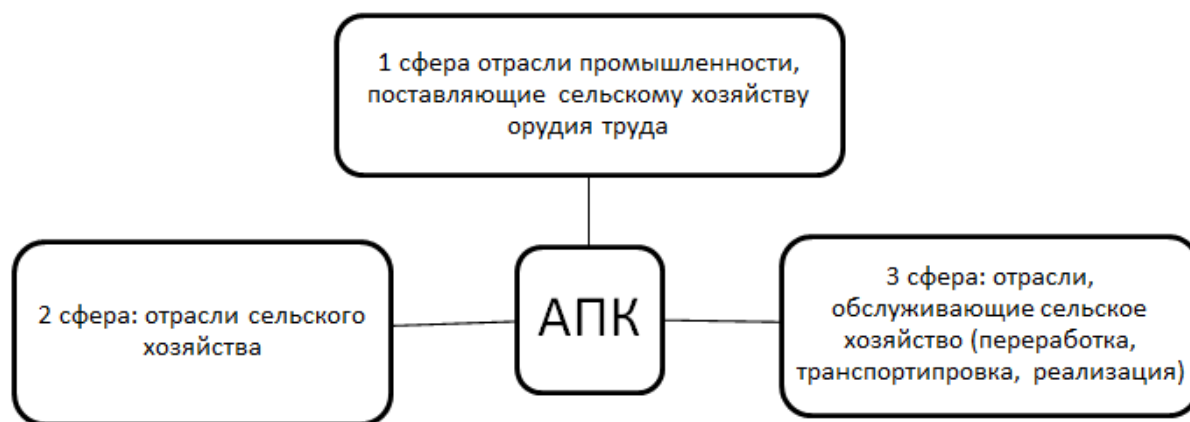 1 сфера отрасли промышленности,
поставляющие сельскому хозяйству
орудия труда
2 сфера: отрасли сельского
хозяйства
АПК
3 сфера: отрасли,
обслуживающие сельское
хозяйство (переработка,
транспортипровка, реализация)